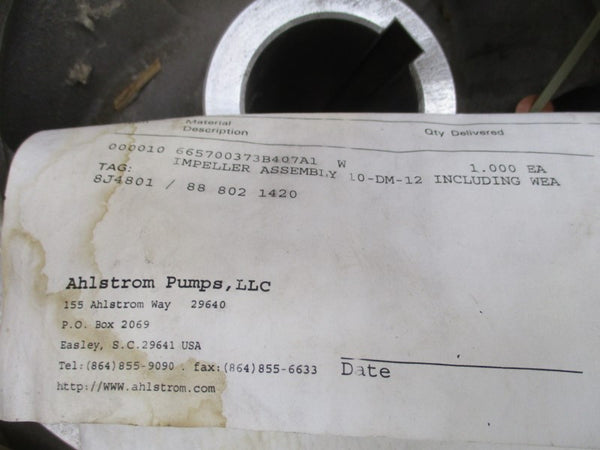 Material
Description
Qty Delivered
000010 665700373B407A1 W 1.000 EA
IMPELLER ASSEMBLY 10-DM-12 INCLUDING WEA
TAG:
8J4801 / 88 802 1420
Ahlstrom Pumps,LLC
155 Ahlstrom Way 29640
P.O. Box 2069
Easley, S.C.29641 USA
Tel:(864)855-9090 . fax:(864)855-6633
Date
http://WWW.ahlstrom.com